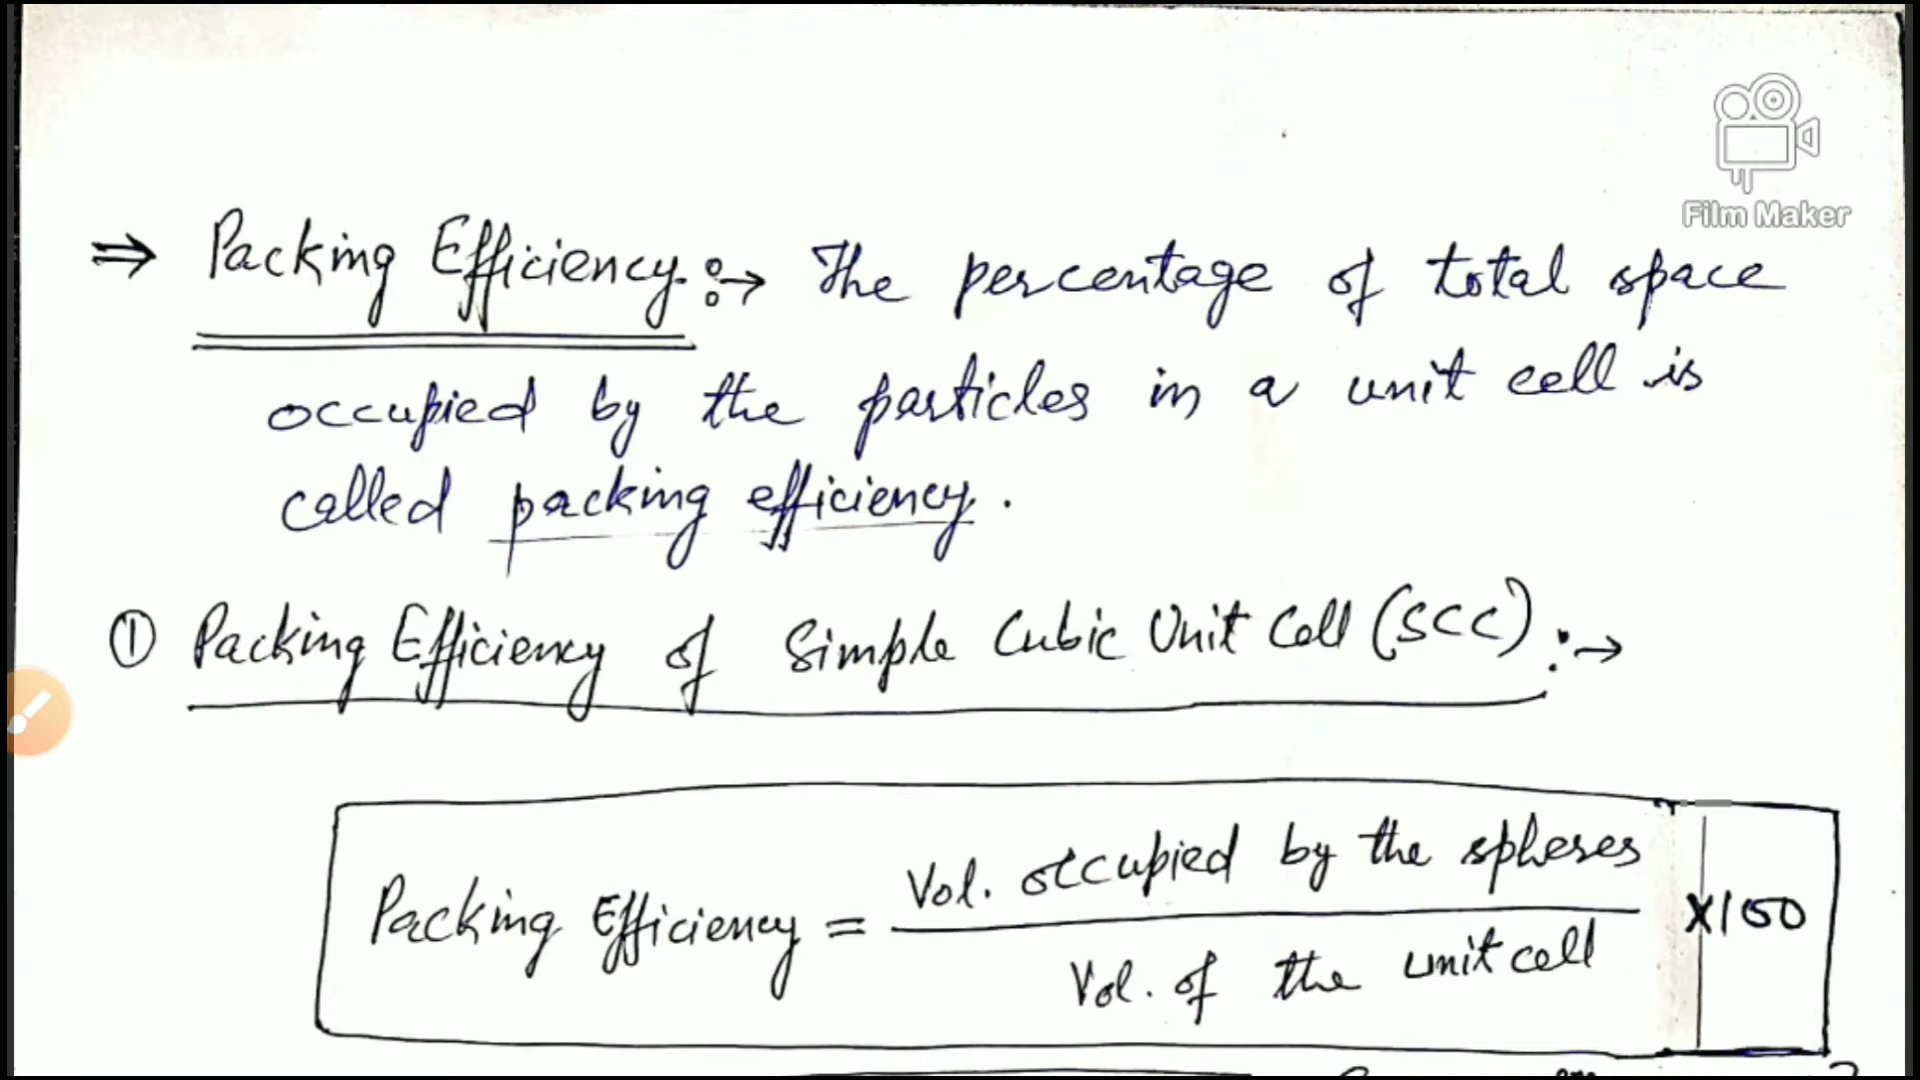 Film Maker
⇒ Packing Efficiency :→ The percentage of total space
occupied by the particles in a unit cell is
called packing efficiency.
① Packing Efficiency of Simple Cubic Unit Cell (SCC) :→
Packing Efficiency = Vol. occupied by the spheres
Vol. of the unit cell
X100